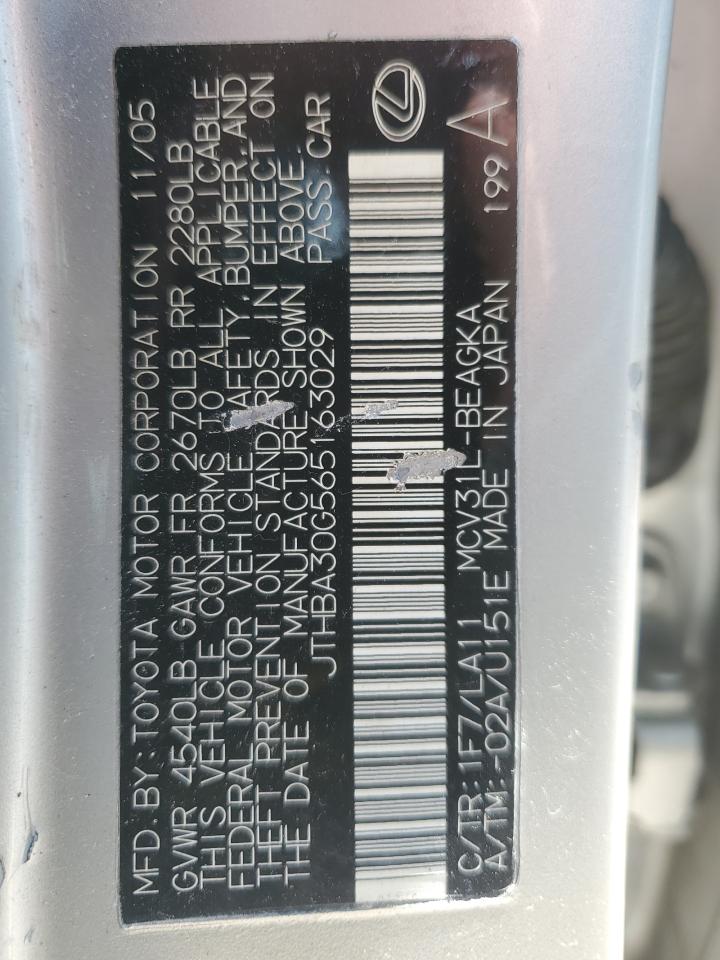 MFD.BY:TOYOTA MOTOR CORPORATION 11/05
GVWR 4540LB GAWR FR 2670LB RR 2280LB
THIS VEHICLE CONFORMS TO ALL APPLICABLE
FEDERAL MOTOR VEHICLE SAFETY,BUMPER,AND
THEFT PREVENTION STANDARDS IN EFFECT ON
THE DATE OF MANUFACTURE SHOWN ABOVE.
JTHBA30G565163029 PASS.CAR
C/TR:1F7/LA11 MCV31L-BEAGKA
A/TM:-02A/U151E MADE IN JAPAN 199 A